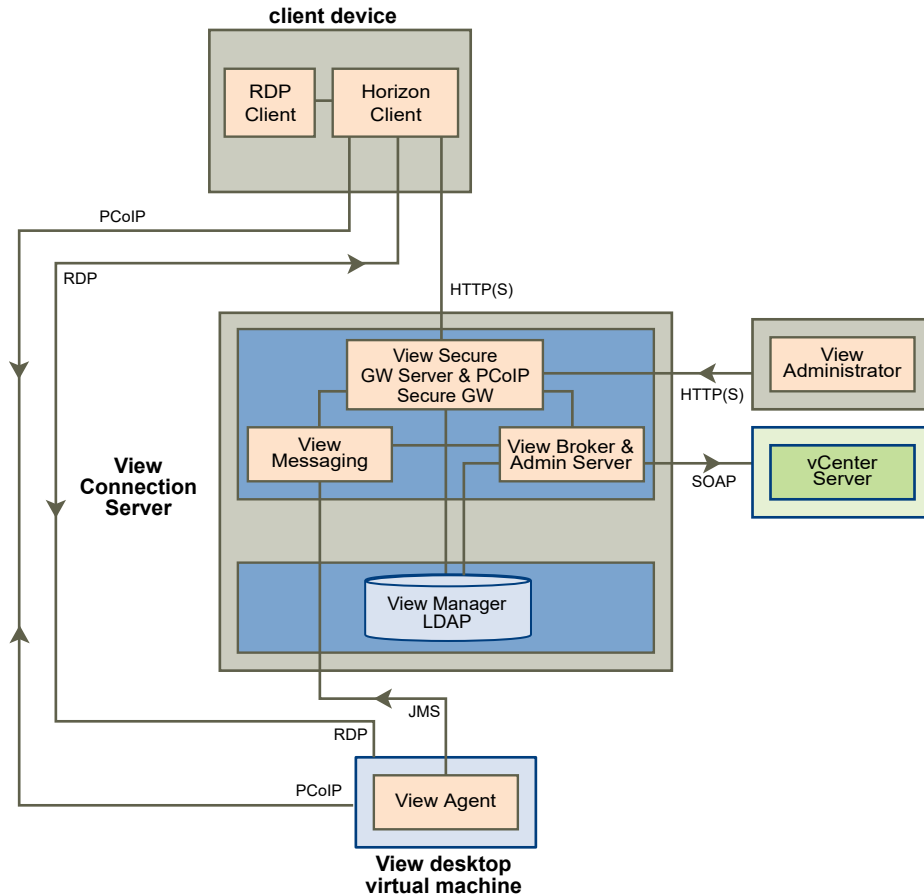 client device
RDP
Client
Horizon
Client
PCoIP
RDP
HTTP(S)
View Secure
GW Server & PCoIP
Secure GW
View
Administrator
HTTP(S)
View
Messaging
View Broker &
Admin Server
vCenter
Server
SOAP
View
Connection
Server
View Manager
LDAP
JMS
RDP
PCoIP
View Agent
View desktop
virtual machine